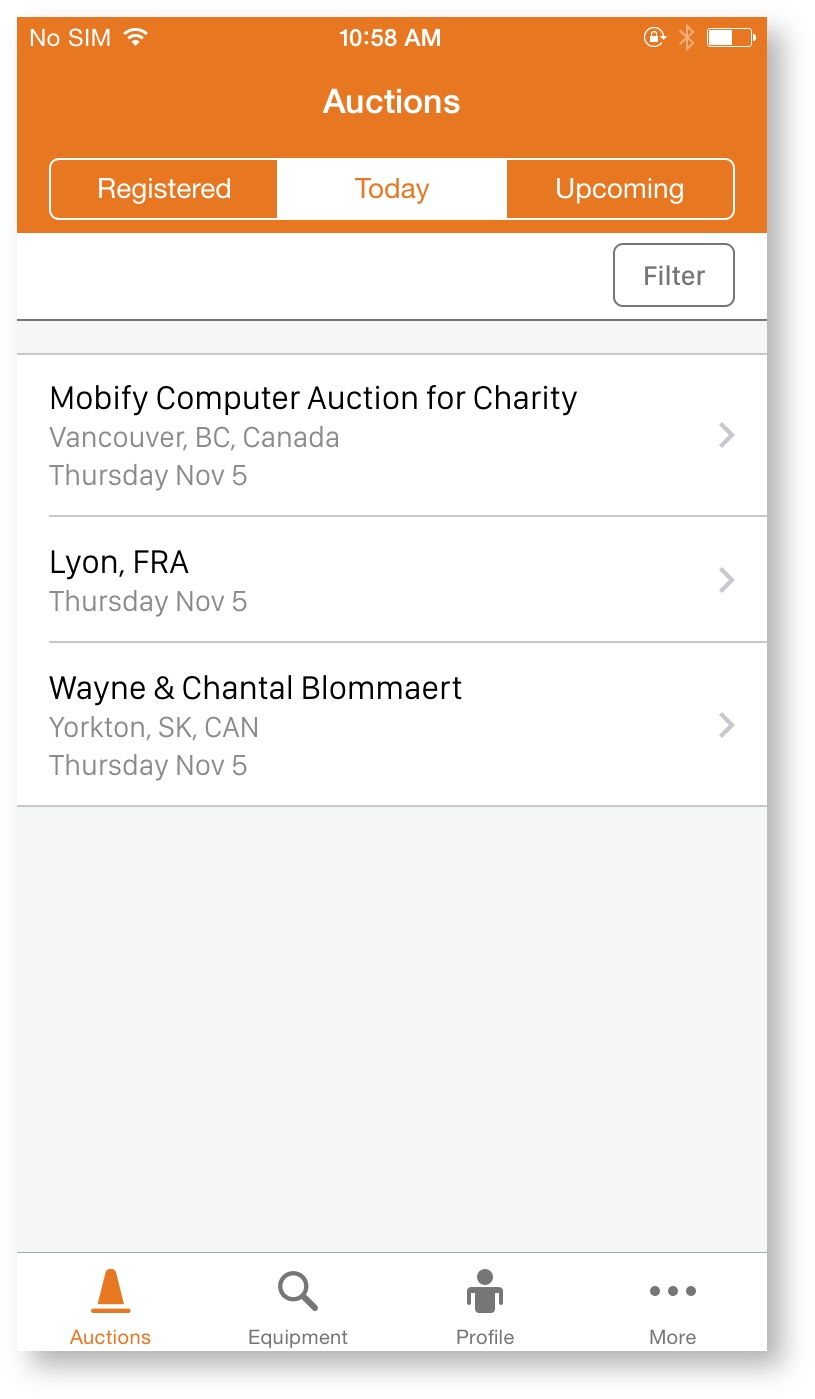 No SIM 10:58 AM
Auctions
Registered Today Upcoming
Filter
Mobify Computer Auction for Charity
Vancouver, BC, Canada
Thursday Nov 5
Lyon, FRA
Thursday Nov 5
Wayne & Chantal Blommaert
Yorkton, SK, CAN
Thursday Nov 5
Auctions Equipment Profile More